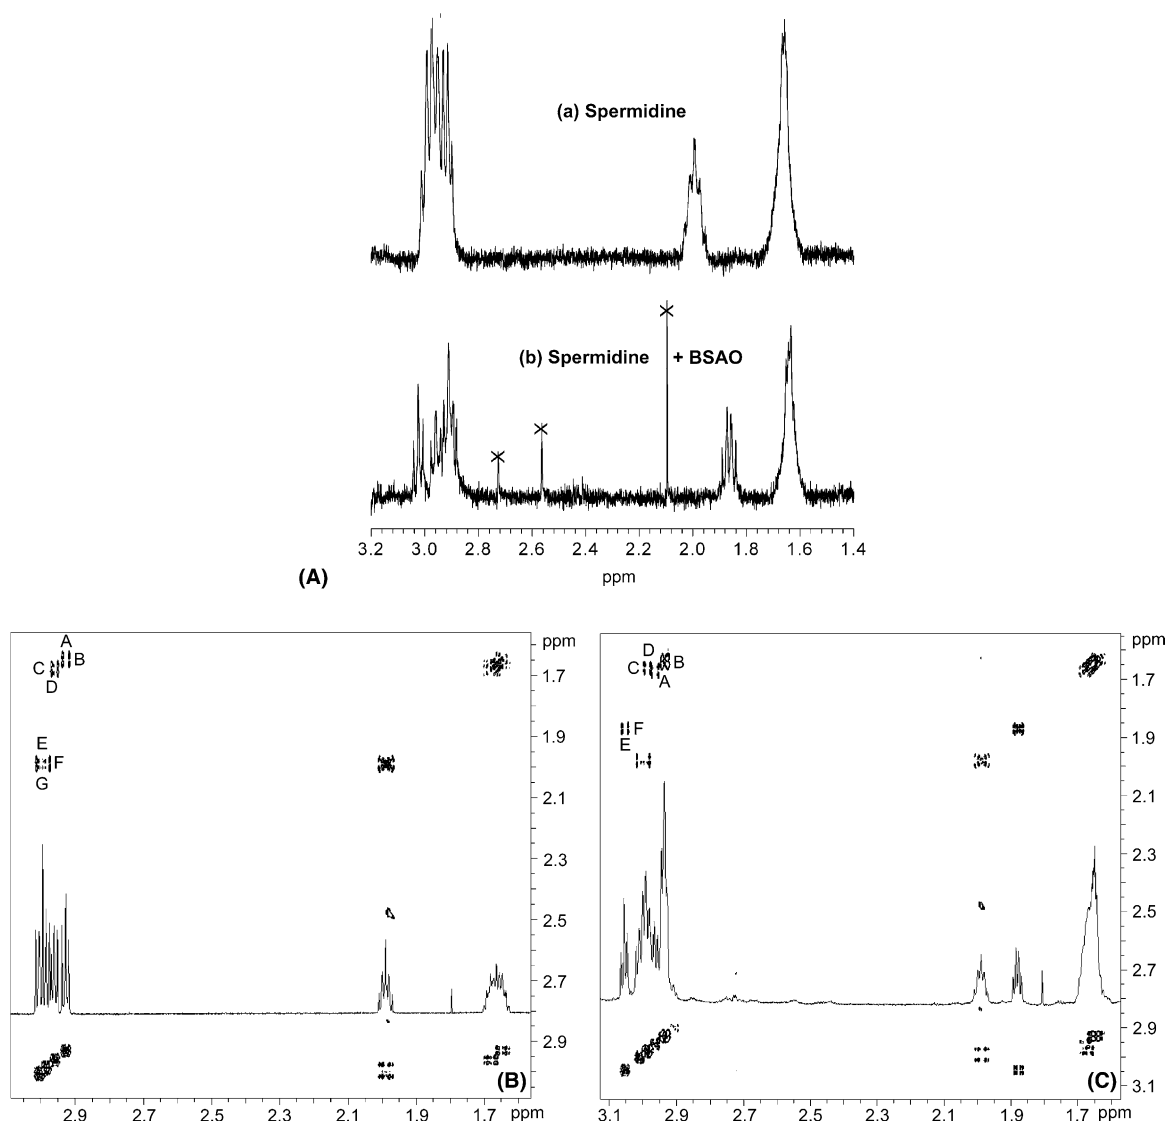 (a) Spermidine
(b) Spermidine + BSAO
3.2 3.0 2.8 2.6 2.4 2.2 2.0 1.8 1.6 1.4
ppm
(A)
A
C B
D
E
F
G
ppm
1.7
1.9
2.1
2.3
2.5
2.7
2.9
(B)
2.9 2.7 2.5 2.3 2.1 1.9 1.7 ppm
D
C B
A
F
E
ppm
1.7
1.9
2.1
2.3
2.5
2.7
2.9
3.1
(C)
3.1 2.9 2.7 2.5 2.3 2.1 1.9 1.7 ppm